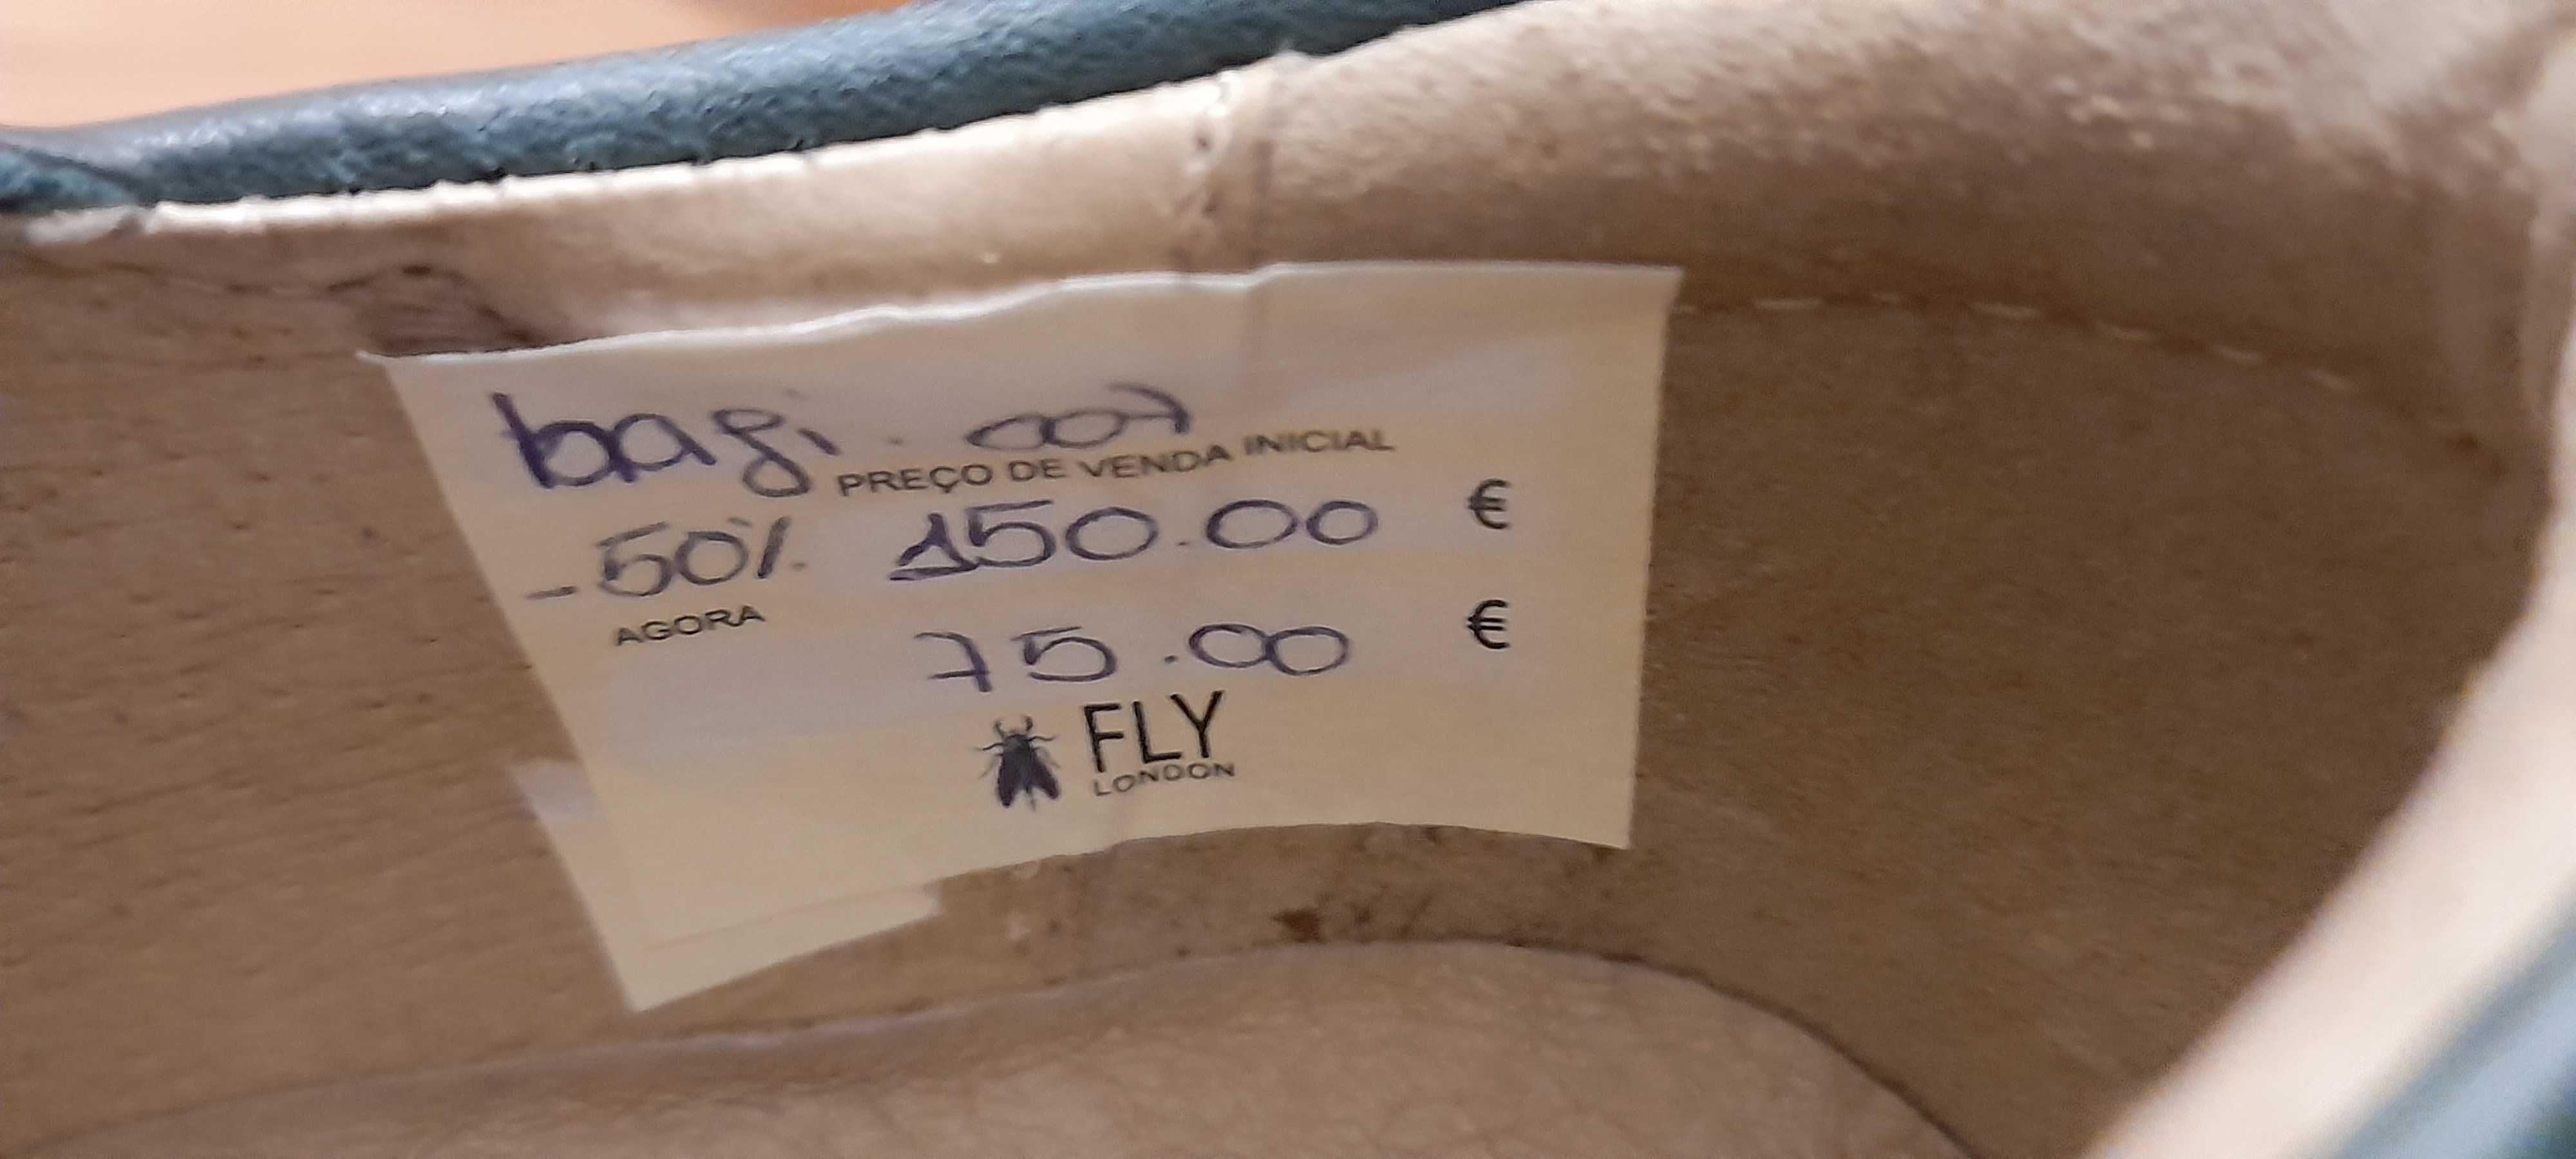 bagi. 007
PREÇO DE VENDA INICIAL
-50% 150.00 €
AGORA
75.00 €
FLY
LONDON